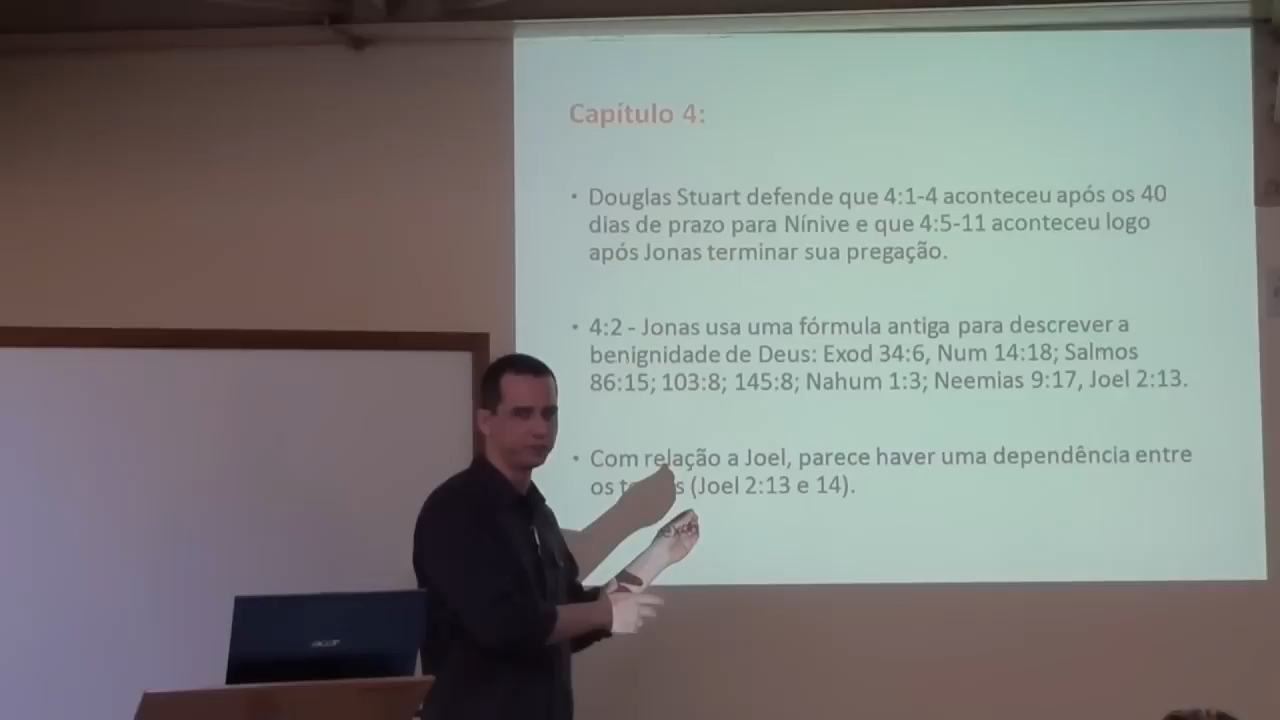 Capítulo 4:
• Douglas Stuart defende que 4:1-4 aconteceu após os 40
dias de prazo para Nínive e que 4:5-11 aconteceu logo
após Jonas terminar sua pregação.
• 4:2 - Jonas usa uma fórmula antiga para descrever a
benignidade de Deus: Exod 34:6, Num 14:18; Salmos
86:15; 103:8; 145:8; Nahum 1:3; Neemias 9:17, Joel 2:13.
• Com relação a Joel, parece haver uma dependência entre
os (Joel 2:13 e 14).
acer